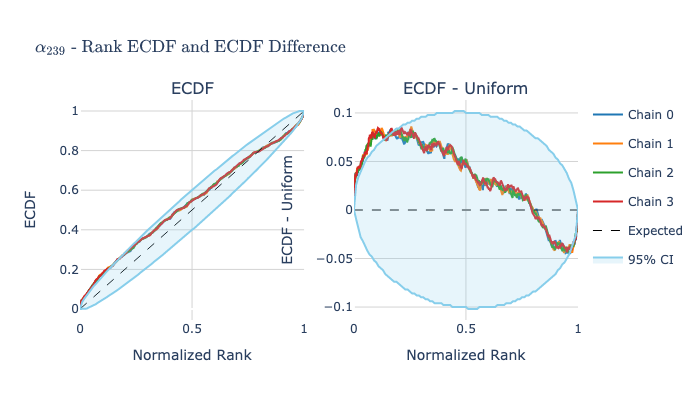 α₂₃₉ - Rank ECDF and ECDF Difference
ECDF
ECDF - Uniform
ECDF
1
0.8
0.6
0.4
0.2
0
0
0.5
1
Normalized Rank
ECDF - Uniform
0.1
0.05
0
−0.05
−0.1
0
0.5
1
Normalized Rank
Chain 0
Chain 1
Chain 2
Chain 3
Expected
95% CI